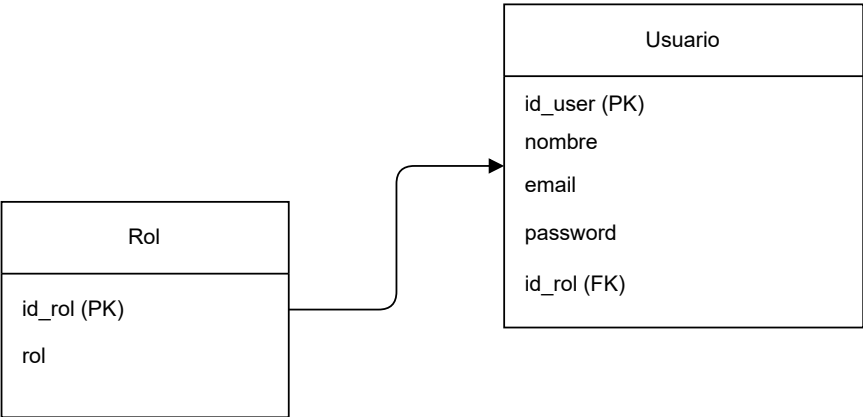 Usuario
id_user (PK)
nombre
email
password
id_rol (FK)
Rol
id_rol (PK)
rol